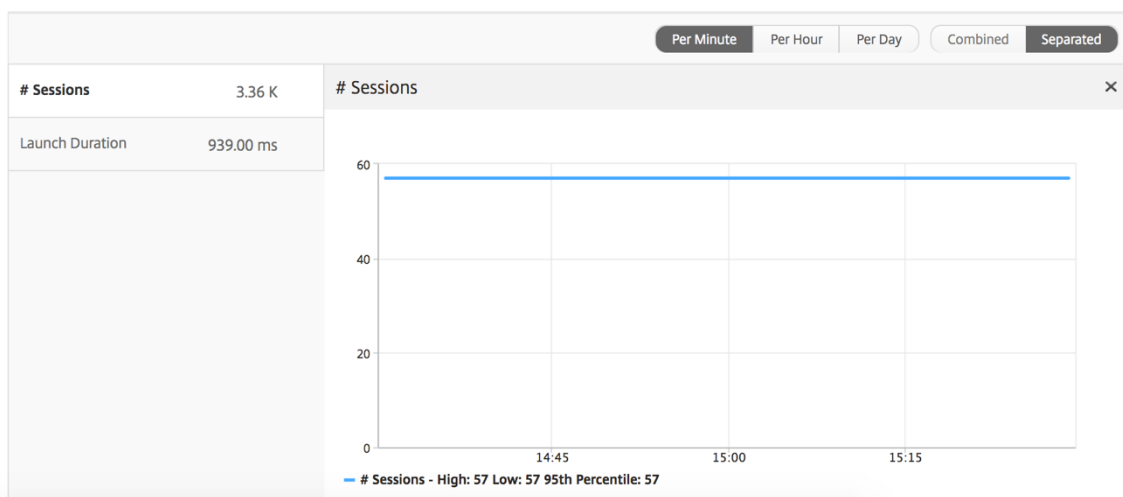 Per Minute Per Hour Per Day Combined Separated
# Sessions 3.36 K
Launch Duration 939.00 ms
# Sessions ×
60
40
20
0
14:45 15:00 15:15
# Sessions - High: 57 Low: 57 95th Percentile: 57